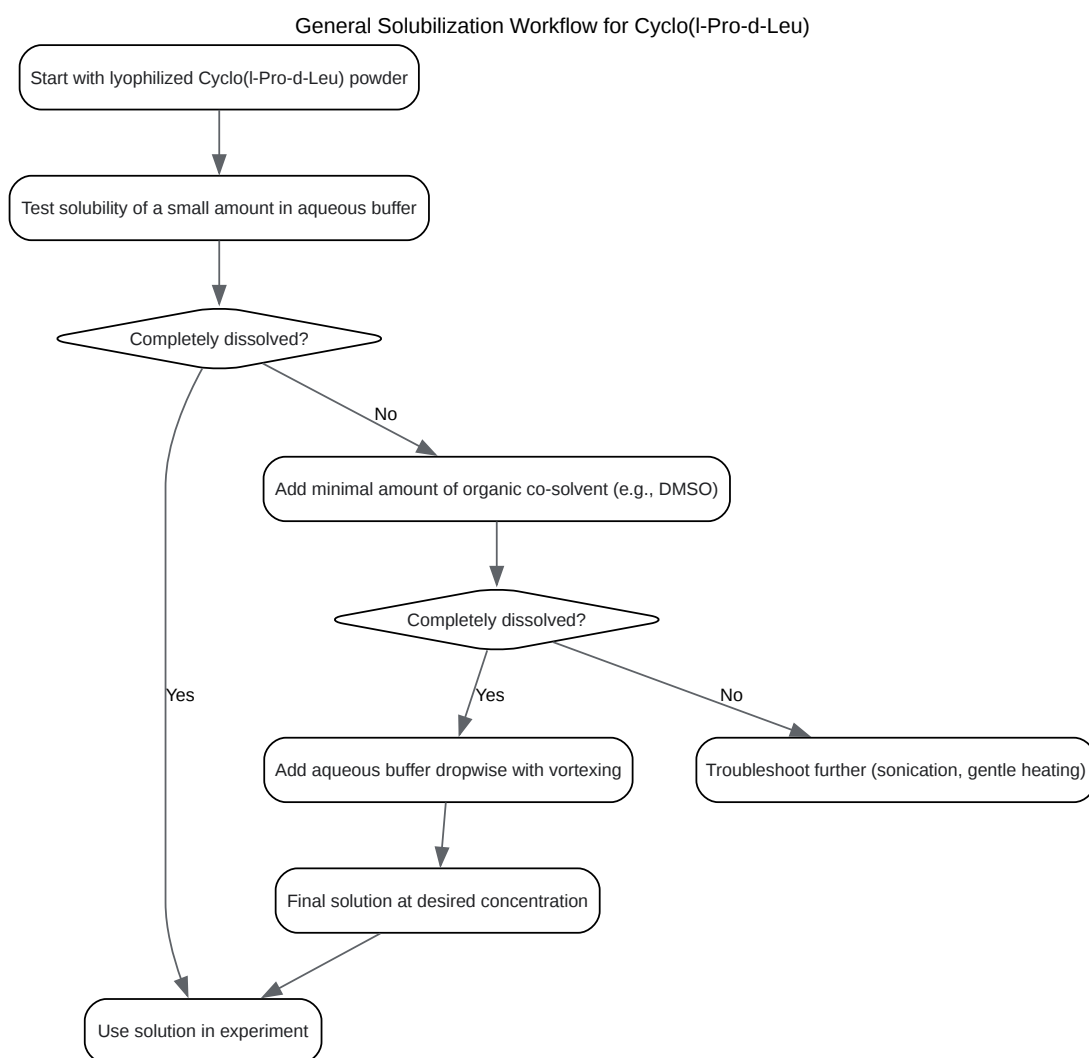 General Solubilization Workflow for Cyclo(l-Pro-d-Leu)
Start with lyophilized Cyclo(l-Pro-d-Leu) powder
Test solubility of a small amount in aqueous buffer
Completely dissolved?
No
Add minimal amount of organic co-solvent (e.g., DMSO)
Completely dissolved?
Yes
Yes
No
Add aqueous buffer dropwise with vortexing
Troubleshoot further (sonication, gentle heating)
Final solution at desired concentration
Use solution in experiment